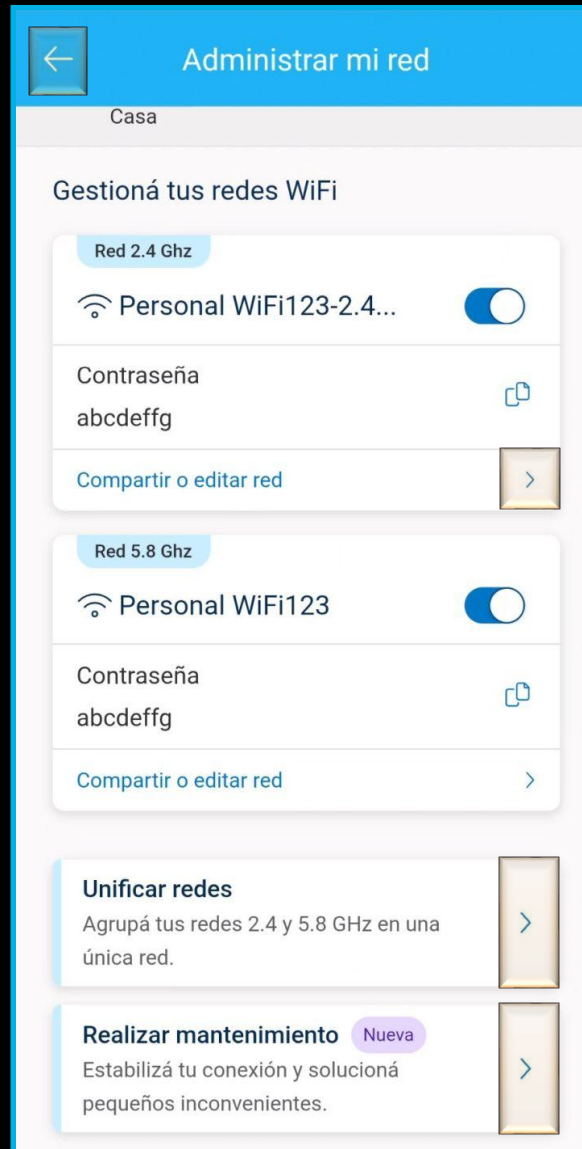 Administrar mi red
Casa
Gestioná tus redes WiFi
Red 2.4 Ghz
Personal WiFi123-2.4...
Contraseña
abcdeffg
Compartir o editar red
Red 5.8 Ghz
Personal WiFi123
Contraseña
abcdeffg
Compartir o editar red
Unificar redes
Agrupá tus redes 2.4 y 5.8 GHz en una
única red.
Realizar mantenimiento Nueva
Estabilizá tu conexión y solucioná
pequeños inconvenientes.